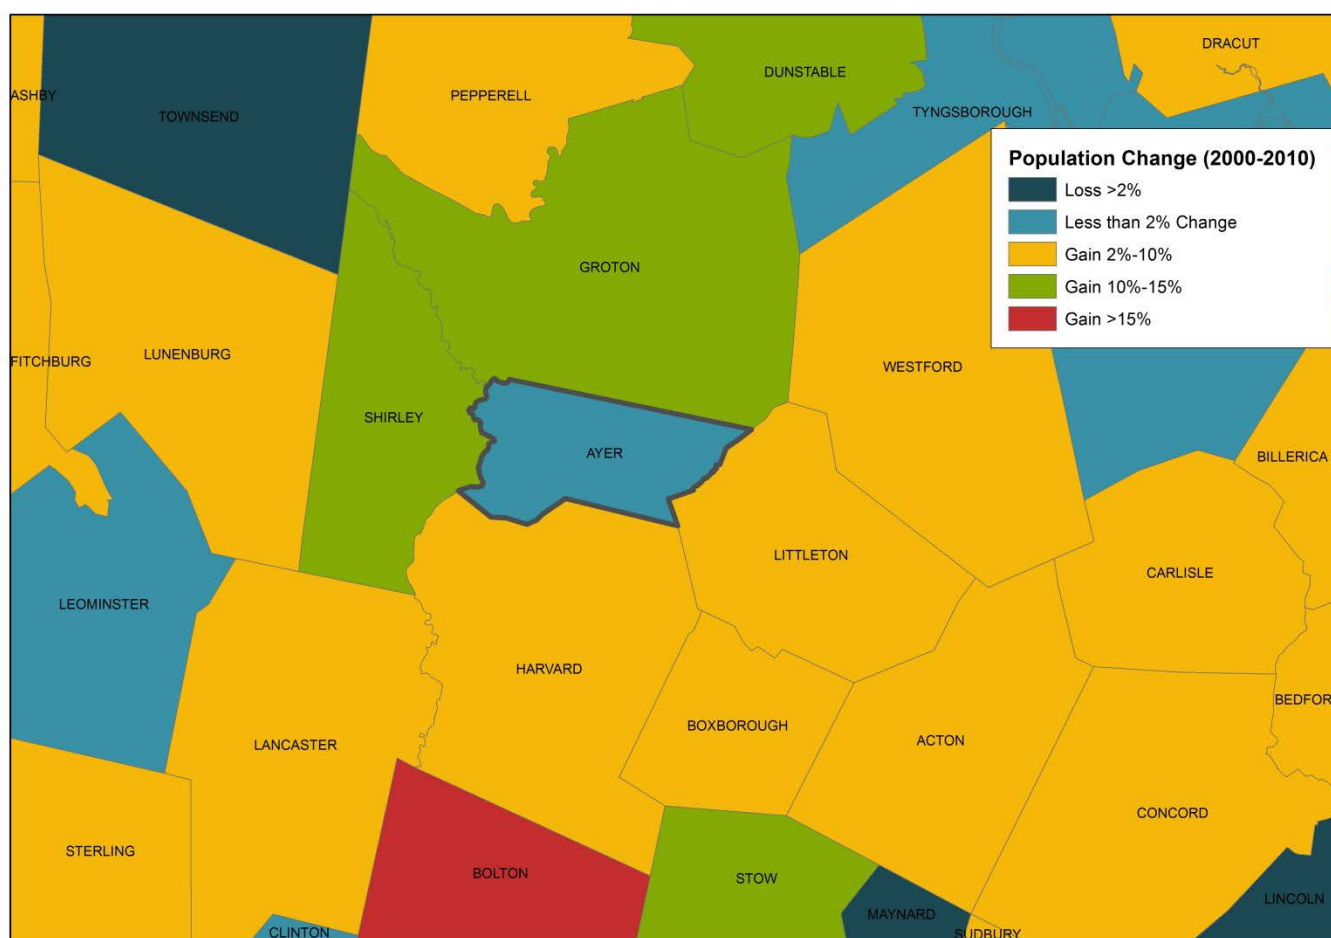 DRACUT
DUNSTABLE
ASHBY
PEPPERELL
TOWNSEND
TYNGSBOROUGH
Population Change (2000-2010)
Loss >2%
Less than 2% Change
Gain 2%-10%
Gain 10%-15%
Gain >15%
GROTON
LUNENBURG
FITCHBURG
WESTFORD
SHIRLEY
AYER
BILLERICA
LITTLETON
CARLISLE
LEOMINSTER
HARVARD
BEDFOR
BOXBOROUGH
ACTON
LANCASTER
CONCORD
STERLING
BOLTON
STOW
LINCOLN
MAYNARD
CLINTON
SUDBURY